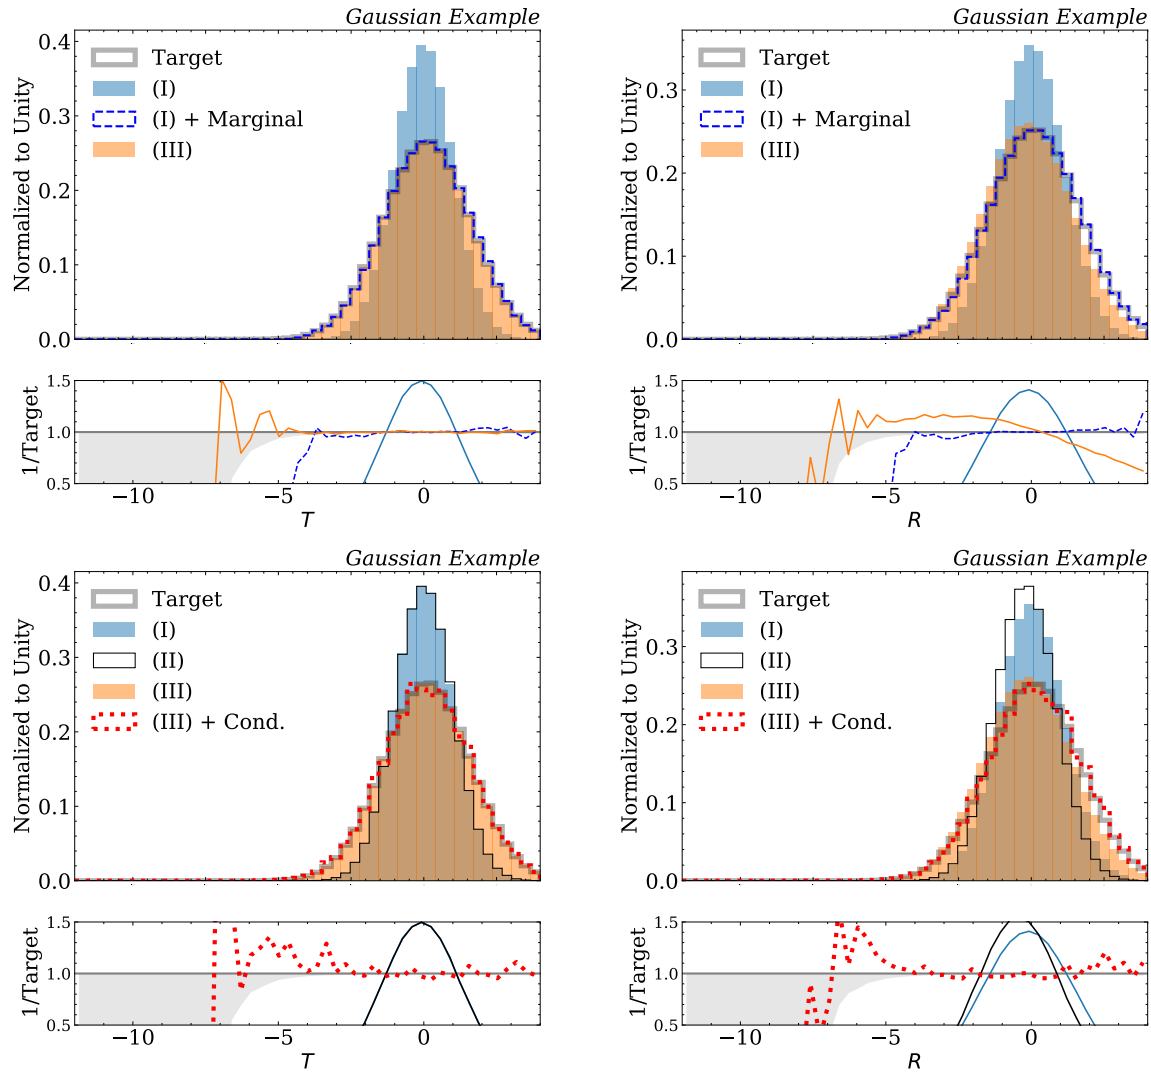 Gaussian Example
Normalized to Unity
0.4
0.3
0.2
0.1
0.0
Target
(I)
(I) + Marginal
(III)
1/Target
1.5
1.0
0.5
−10
−5
0
T
Gaussian Example
Normalized to Unity
0.3
0.2
0.1
0.0
Target
(I)
(I) + Marginal
(III)
1/Target
1.5
1.0
0.5
−10
−5
0
R
Gaussian Example
Normalized to Unity
0.4
0.3
0.2
0.1
0.0
Target
(I)
(II)
(III)
(III) + Cond.
1/Target
1.5
1.0
0.5
−10
−5
0
T
Gaussian Example
Normalized to Unity
0.3
0.2
0.1
0.0
Target
(I)
(II)
(III)
(III) + Cond.
1/Target
1.5
1.0
0.5
−10
−5
0
R